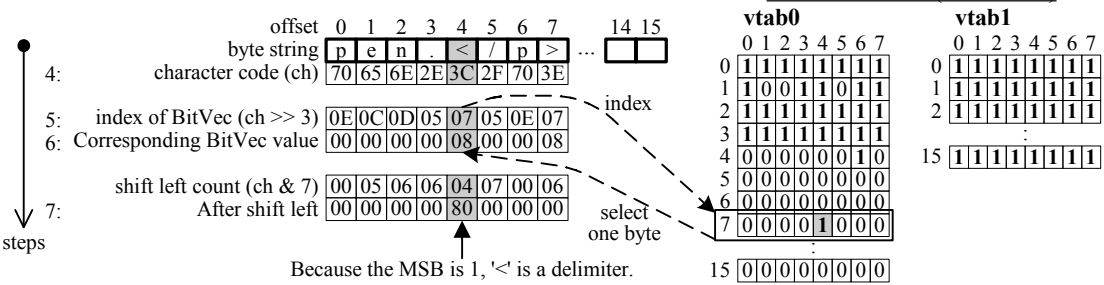 vtab0 vtab1
offset 0 1 2 3 4 5 6 7 14 15
byte string p e n . < / p > ...
4: character code (ch) 70 65 6E 2E 3C 2F 70 3E
5: index of BitVec (ch >> 3) 0E 0C 0D 05 07 05 0E 07
6: Corresponding BitVec value 00 00 00 00 08 00 00 08
shift left count (ch & 7) 00 05 06 06 04 07 00 06
7: After shift left 00 00 00 00 80 00 00 00
steps
Because the MSB is 1, '<' is a delimiter.
index
select
one byte
0 1 2 3 4 5 6 7
0 1 1 1 1 1 1 1 1
1 1 0 0 1 1 0 1 1
2 1 1 1 1 1 1 1 1
3 1 1 1 1 1 1 1 1
4 0 0 0 0 0 0 1 0
5 0 0 0 0 0 0 0 0
6 0 0 0 0 0 0 0 0
7 0 0 0 0 1 0 0 0
:
15 0 0 0 0 0 0 0 0
0 1 2 3 4 5 6 7
0 1 1 1 1 1 1 1 1
1 1 1 1 1 1 1 1 1
2 1 1 1 1 1 1 1 1
:
15 1 1 1 1 1 1 1 1